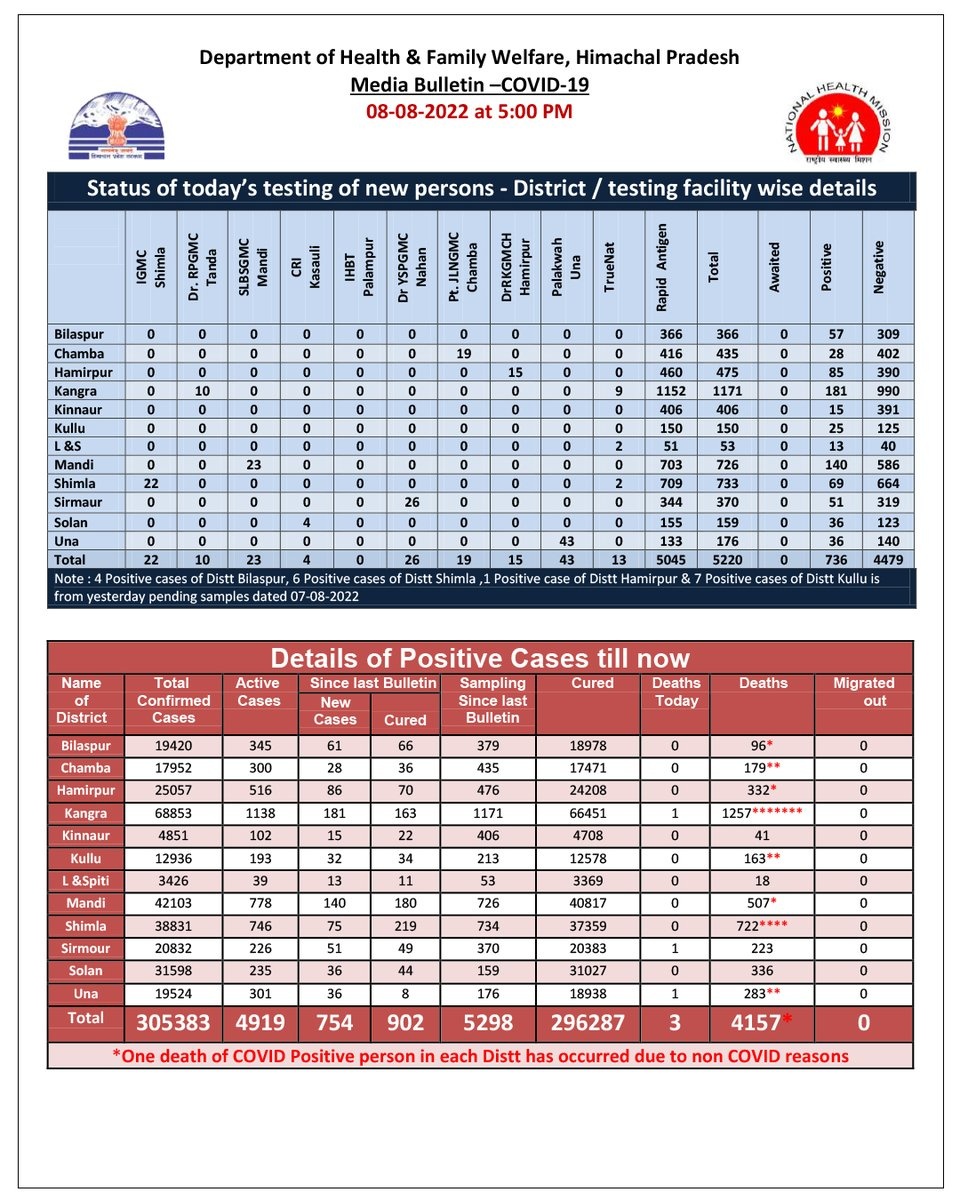 Department of Health & Family Welfare, Himachal Pradesh
Media Bulletin –COVID-19
08-08-2022 at 5:00 PM
NATIONAL HEALTH MISSION
राष्ट्रीय स्वास्थ्य मिशन
Status of today’s testing of new persons - District / testing facility wise details
IGMC Shimla Dr. RPGMC Tanda SLBSGMC Mandi CRI Kasauli IHBT Palampur Dr YSPGMC Nahan Pt. JLNGMC Chamba DrRKGMCH Hamirpur Palakwah Una TrueNat Rapid Antigen Total Awaited Positive Negative
Bilaspur 0 0 0 0 0 0 0 0 0 0 366 366 0 57 309
Chamba 0 0 0 0 0 0 19 0 0 0 416 435 0 28 402
Hamirpur 0 0 0 0 0 0 0 15 0 0 460 475 0 85 390
Kangra 0 10 0 0 0 0 0 0 0 9 1152 1171 0 181 990
Kinnaur 0 0 0 0 0 0 0 0 0 0 406 406 0 15 391
Kullu 0 0 0 0 0 0 0 0 0 0 150 150 0 25 125
L &S 0 0 0 0 0 0 0 0 0 2 51 53 0 13 40
Mandi 0 0 23 0 0 0 0 0 0 0 703 726 0 140 586
Shimla 22 0 0 0 0 0 0 0 0 2 709 733 0 69 664
Sirmaur 0 0 0 0 0 26 0 0 0 0 344 370 0 51 319
Solan 0 0 0 4 0 0 0 0 0 0 155 159 0 36 123
Una 0 0 0 0 0 0 0 0 43 0 133 176 0 36 140
Total 22 10 23 4 0 26 19 15 43 13 5045 5220 0 736 4479
Note : 4 Positive cases of Distt Bilaspur, 6 Positive cases of Distt Shimla ,1 Positive case of Distt Hamirpur & 7 Positive cases of Distt Kullu is
from yesterday pending samples dated 07-08-2022
Details of Positive Cases till now
Name of District Total Confirmed Cases Active Cases Since last Bulletin New Cases Cured Sampling Since last Bulletin Cured Deaths Today Deaths Migrated out
Bilaspur 19420 345 61 66 379 18978 0 96* 0
Chamba 17952 300 28 36 435 17471 0 179** 0
Hamirpur 25057 516 86 70 476 24208 0 332* 0
Kangra 68853 1138 181 163 1171 66451 1 1257******* 0
Kinnaur 4851 102 15 22 406 4708 0 41 0
Kullu 12936 193 32 34 213 12578 0 163** 0
L &Spiti 3426 39 13 11 53 3369 0 18 0
Mandi 42103 778 140 180 726 40817 0 507* 0
Shimla 38831 746 75 219 734 37359 0 722**** 0
Sirmour 20832 226 51 49 370 20383 1 223 0
Solan 31598 235 36 44 159 31027 0 336 0
Una 19524 301 36 8 176 18938 1 283** 0
Total 305383 4919 754 902 5298 296287 3 4157* 0
*One death of COVID Positive person in each Distt has occurred due to non COVID reasons